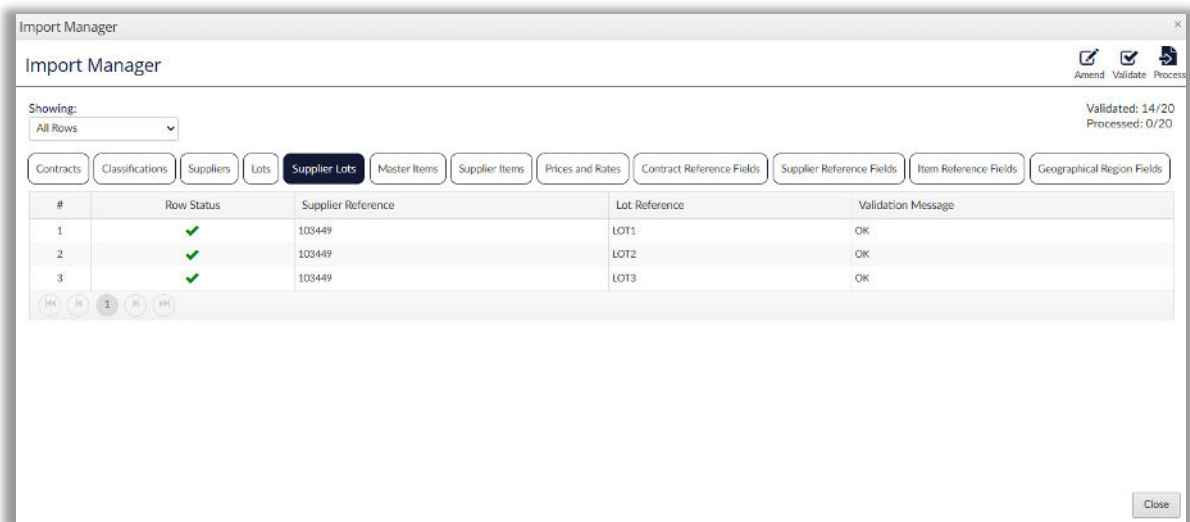 Import Manager ×
Import Manager
Amend Validate Process
Showing:
All Rows
Validated: 14/20
Processed: 0/20
Contracts Classifications Suppliers Lots Supplier Lots Master Items Supplier Items Prices and Rates Contract Reference Fields Supplier Reference Fields Item Reference Fields Geographical Region Fields
# Row Status Supplier Reference Lot Reference Validation Message
1 103449 LOT1 OK
2 103449 LOT2 OK
3 103449 LOT3 OK
1
Close